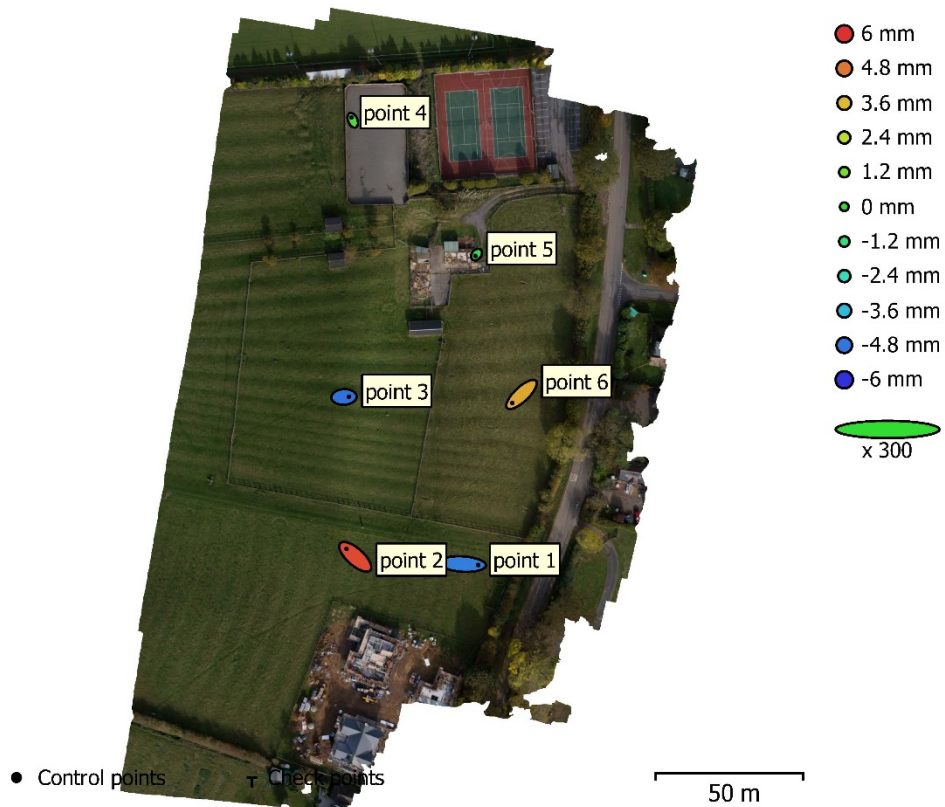 6 mm
4.8 mm
3.6 mm
2.4 mm
1.2 mm
0 mm
-1.2 mm
-2.4 mm
-3.6 mm
-4.8 mm
-6 mm
x 300
point 4
point 5
point 3
point 6
point 2
point 1
Control points
Check points
50 m